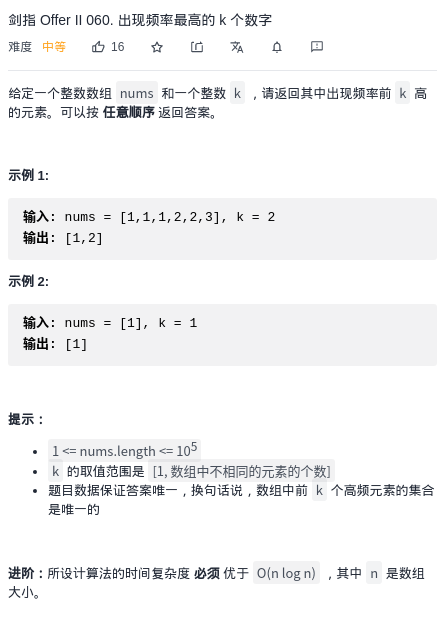 剑指 Offer II 060. 出现频率最高的 k 个数字
难度 中等 16
给定一个整数数组 nums 和一个整数 k ，请返回其中出现频率前 k 高
的元素。可以按 任意顺序 返回答案。
示例 1:
输入: nums = [1,1,1,2,2,3], k = 2
输出: [1,2]
示例 2:
输入: nums = [1], k = 1
输出: [1]
提示：
1 <= nums.length <= 10⁵
k 的取值范围是 [1, 数组中不相同的元素的个数]
题目数据保证答案唯一，换句话说，数组中前 k 个高频元素的集合
是唯一的
进阶：所设计算法的时间复杂度 必须 优于 O(n log n) ，其中 n 是数组
大小。